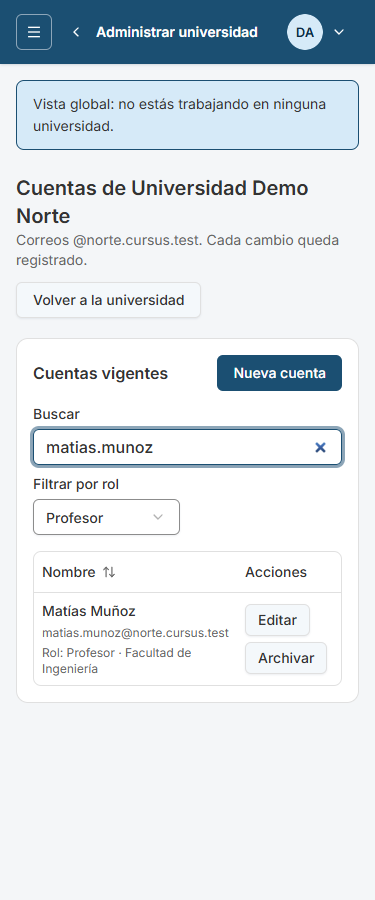 Administrar universidad
DA
Vista global: no estás trabajando en ninguna
universidad.
Cuentas de Universidad Demo
Norte
Correos @norte.cursus.test. Cada cambio queda
registrado.
Volver a la universidad
Cuentas vigentes
Nueva cuenta
Buscar
matias.munoz
Filtrar por rol
Profesor
Nombre
Acciones
Matías Muñoz
matias.munoz@norte.cursus.test
Rol: Profesor · Facultad de
Ingeniería
Editar
Archivar